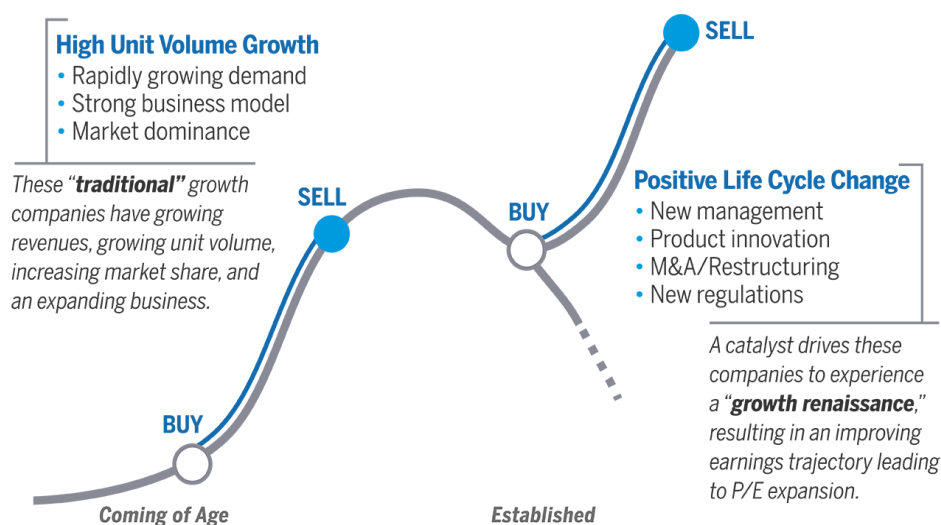 High Unit Volume Growth
• Rapidly growing demand
• Strong business model
• Market dominance
These “traditional” growth
companies have growing
revenues, growing unit volume,
increasing market share, and
an expanding business.
BUY
SELL
BUY
SELL
Positive Life Cycle Change
• New management
• Product innovation
• M&A/Restructuring
• New regulations
A catalyst drives these
companies to experience
a “growth renaissance,”
resulting in an improving
earnings trajectory leading
to P/E expansion.
Coming of Age
Established